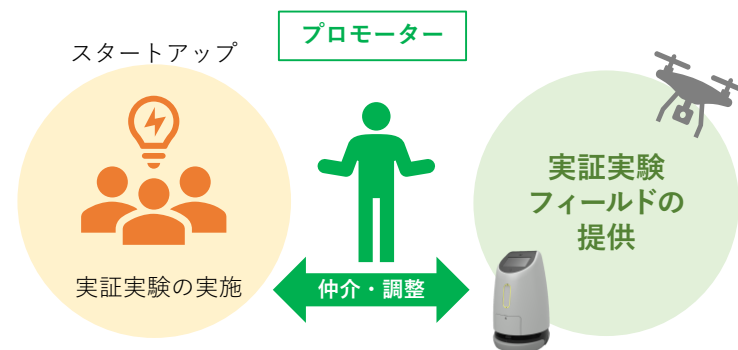 プロモーター
スタートアップ
実証実験
フィールドの
提供
実証実験の実施
仲介・調整